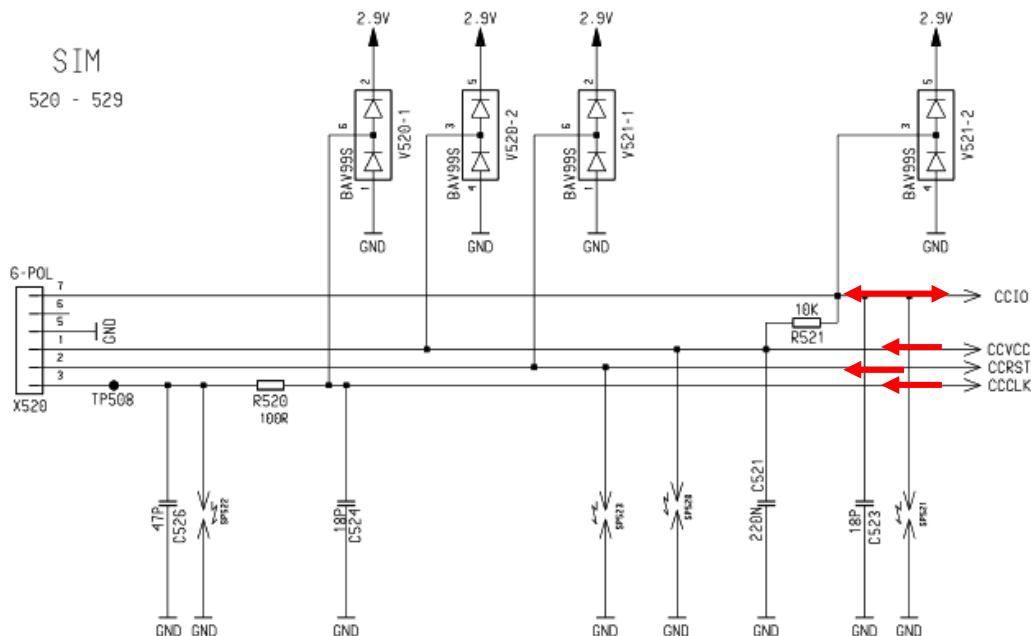 SIM
520 - 529
2.9V
2.9V
2.9V
2.9V
2
6
1
BAV99S
V520-1
GND
5
3
4
BAV99S
V520-2
GND
2
6
1
BAV99S
V521-1
GND
5
3
4
BAV99S
V521-2
GND
6-POL
7
6
5
1
2
3
X520
GND
TP508
R520
100R
10K
R521
CCIO
CCVCC
CCRST
CCCLK
47P
C526
SP522
18P
C524
SP523
SP520
220N
C521
18P
C523
SP521
GND
GND
GND
GND
GND
GND
GND
GND